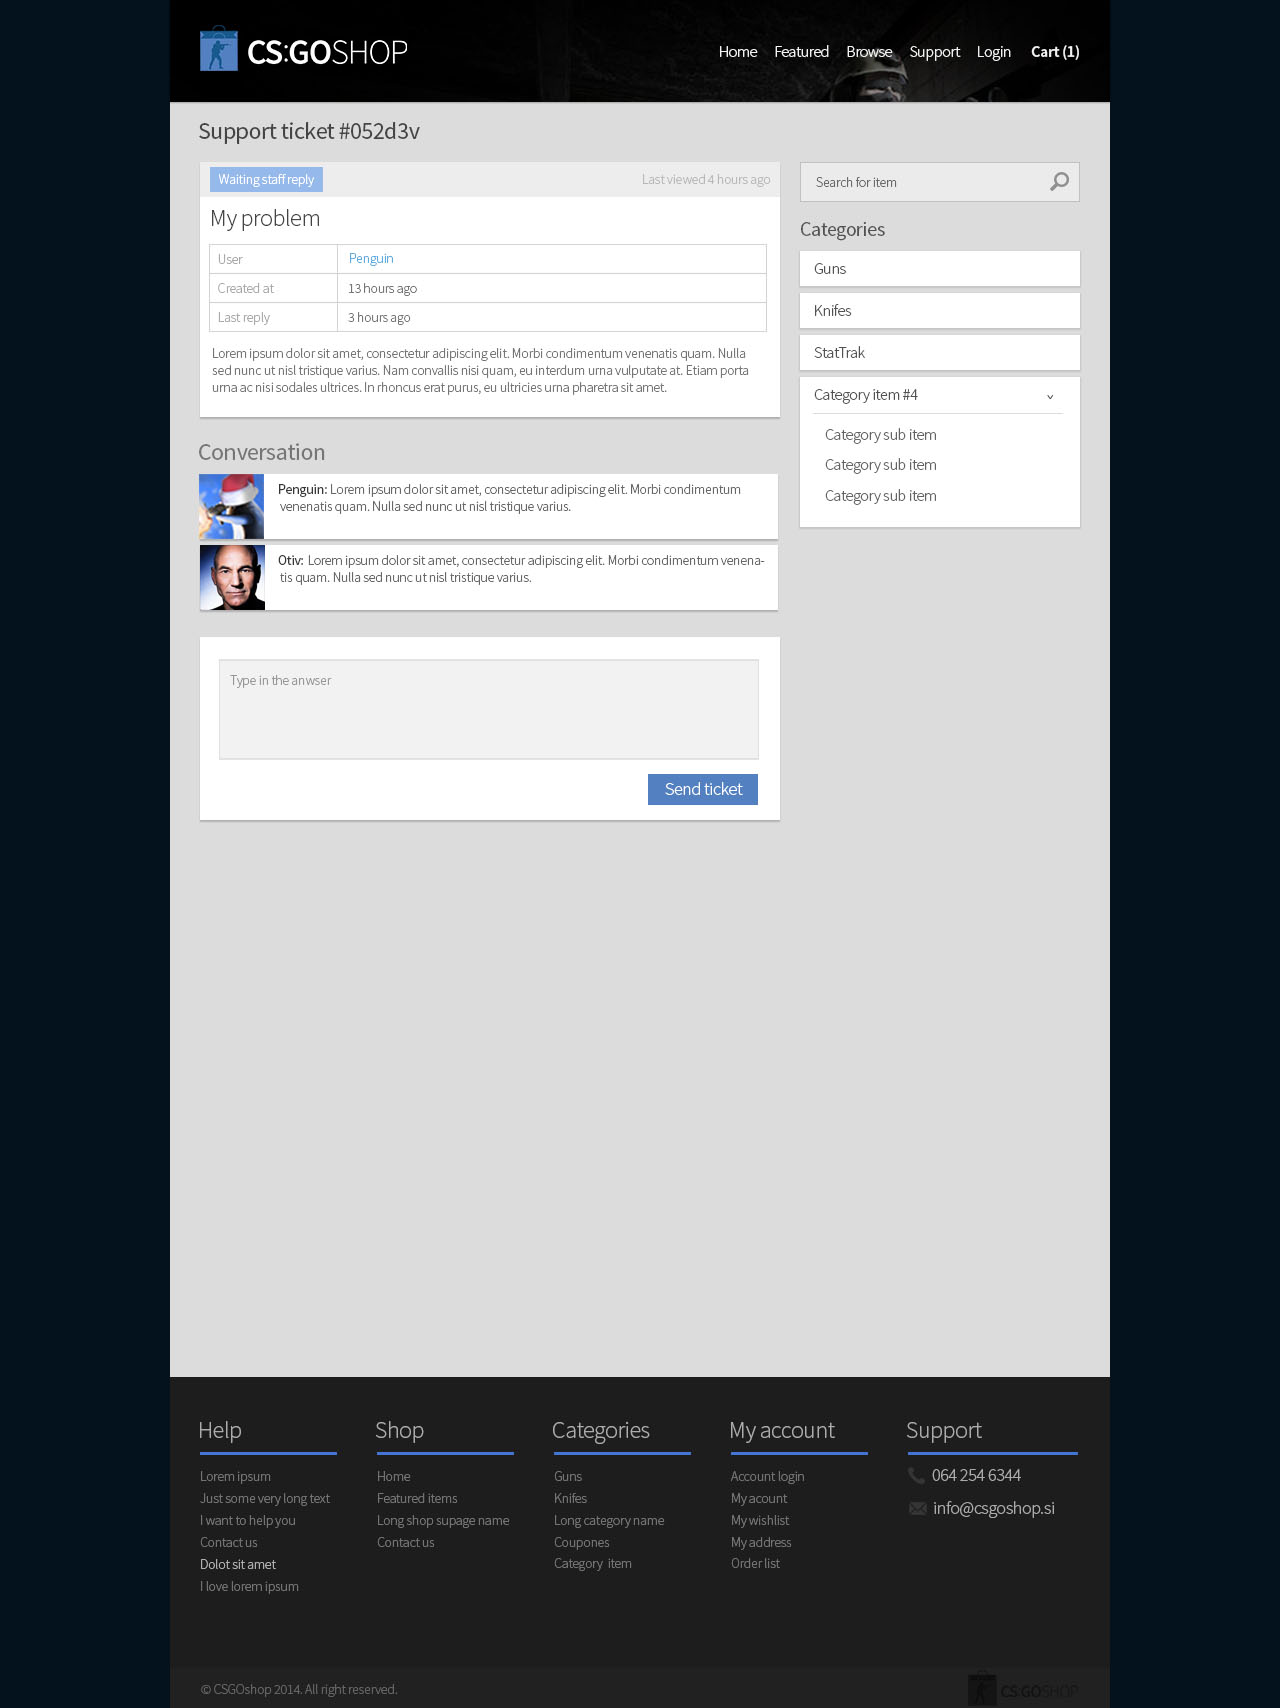 CS:GOSHOP
Home Featured Browse Support Login Cart (1)
Support ticket #052d3v
Waiting staff reply
Last viewed 4 hours ago
My problem
User Penguin
Created at 13 hours ago
Last reply 3 hours ago
Lorem ipsum dolor sit amet, consectetur adipiscing elit. Morbi condimentum venenatis quam. Nulla
sed nunc ut nisl tristique varius. Nam convallis nisi quam, eu interdum urna vulputate at. Etiam porta
urna ac nisi sodales ultrices. In rhoncus erat purus, eu ultricies urna pharetra sit amet.
Conversation
Penguin: Lorem ipsum dolor sit amet, consectetur adipiscing elit. Morbi condimentum
venenatis quam. Nulla sed nunc ut nisl tristique varius.
Otiv: Lorem ipsum dolor sit amet, consectetur adipiscing elit. Morbi condimentum venena-
tis quam. Nulla sed nunc ut nisl tristique varius.
Type in the anwser
Send ticket
Search for item
Categories
Guns
Knifes
StatTrak
Category item #4
Category sub item
Category sub item
Category sub item
Help
Lorem ipsum
Just some very long text
I want to help you
Contact us
Dolot sit amet
I love lorem ipsum
Shop
Home
Featured items
Long shop supage name
Contact us
Categories
Guns
Knifes
Long category name
Coupones
Category item
My account
Account login
My acount
My wishlist
My address
Order list
Support
064 254 6344
info@csgoshop.si
© CSGOshop 2014. All right reserved.
CS:GOSHOP